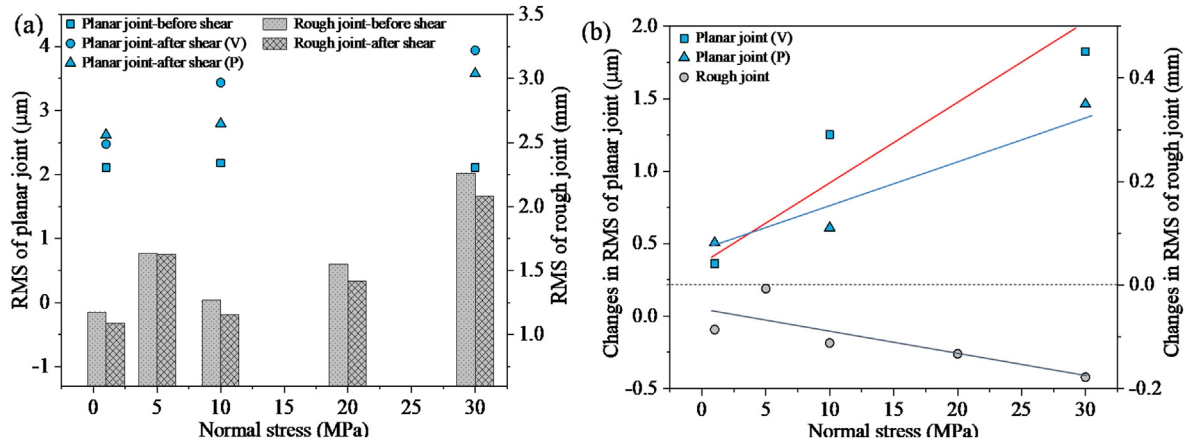 (a)
Planar joint-before shear
Rough joint-before shear
Planar joint-after shear (V)
Rough joint-after shear
Planar joint-after shear (P)
RMS of planar joint (μm)
4
3
2
1
0
-1
0 5 10 15 20 25 30
Normal stress (MPa)
3.5
3.0
2.5
2.0
1.5
1.0
RMS of rough joint (mm)
(b)
Planar joint (V)
Planar joint (P)
Rough joint
Changes in RMS of planar joint (μm)
2.0
1.5
1.0
0.5
0.0
-0.5
0 5 10 15 20 25 30
Normal stress (MPa)
0.4
0.2
0.0
-0.2
Changes in RMS of rough joint (mm)